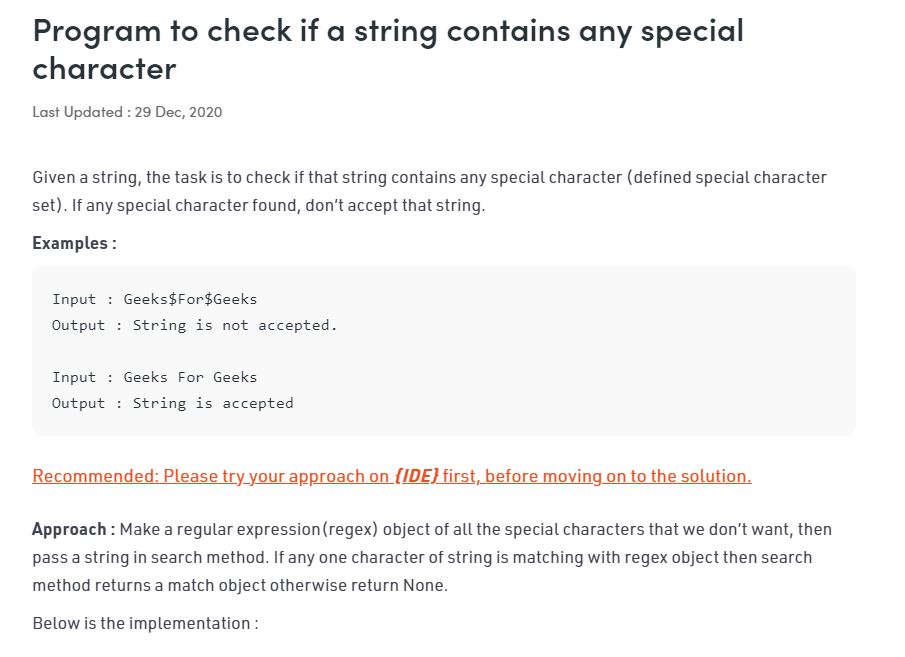 Program to check if a string contains any special
character
Last Updated : 29 Dec, 2020
Given a string, the task is to check if that string contains any special character (defined special character
set). If any special character found, don’t accept that string.
Examples :
Input : Geeks$For$Geeks
Output : String is not accepted.
Input : Geeks For Geeks
Output : String is accepted
Recommended: Please try your approach on {IDE} first, before moving on to the solution.
Approach : Make a regular expression(regex) object of all the special characters that we don’t want, then
pass a string in search method. If any one character of string is matching with regex object then search
method returns a match object otherwise return None.
Below is the implementation :